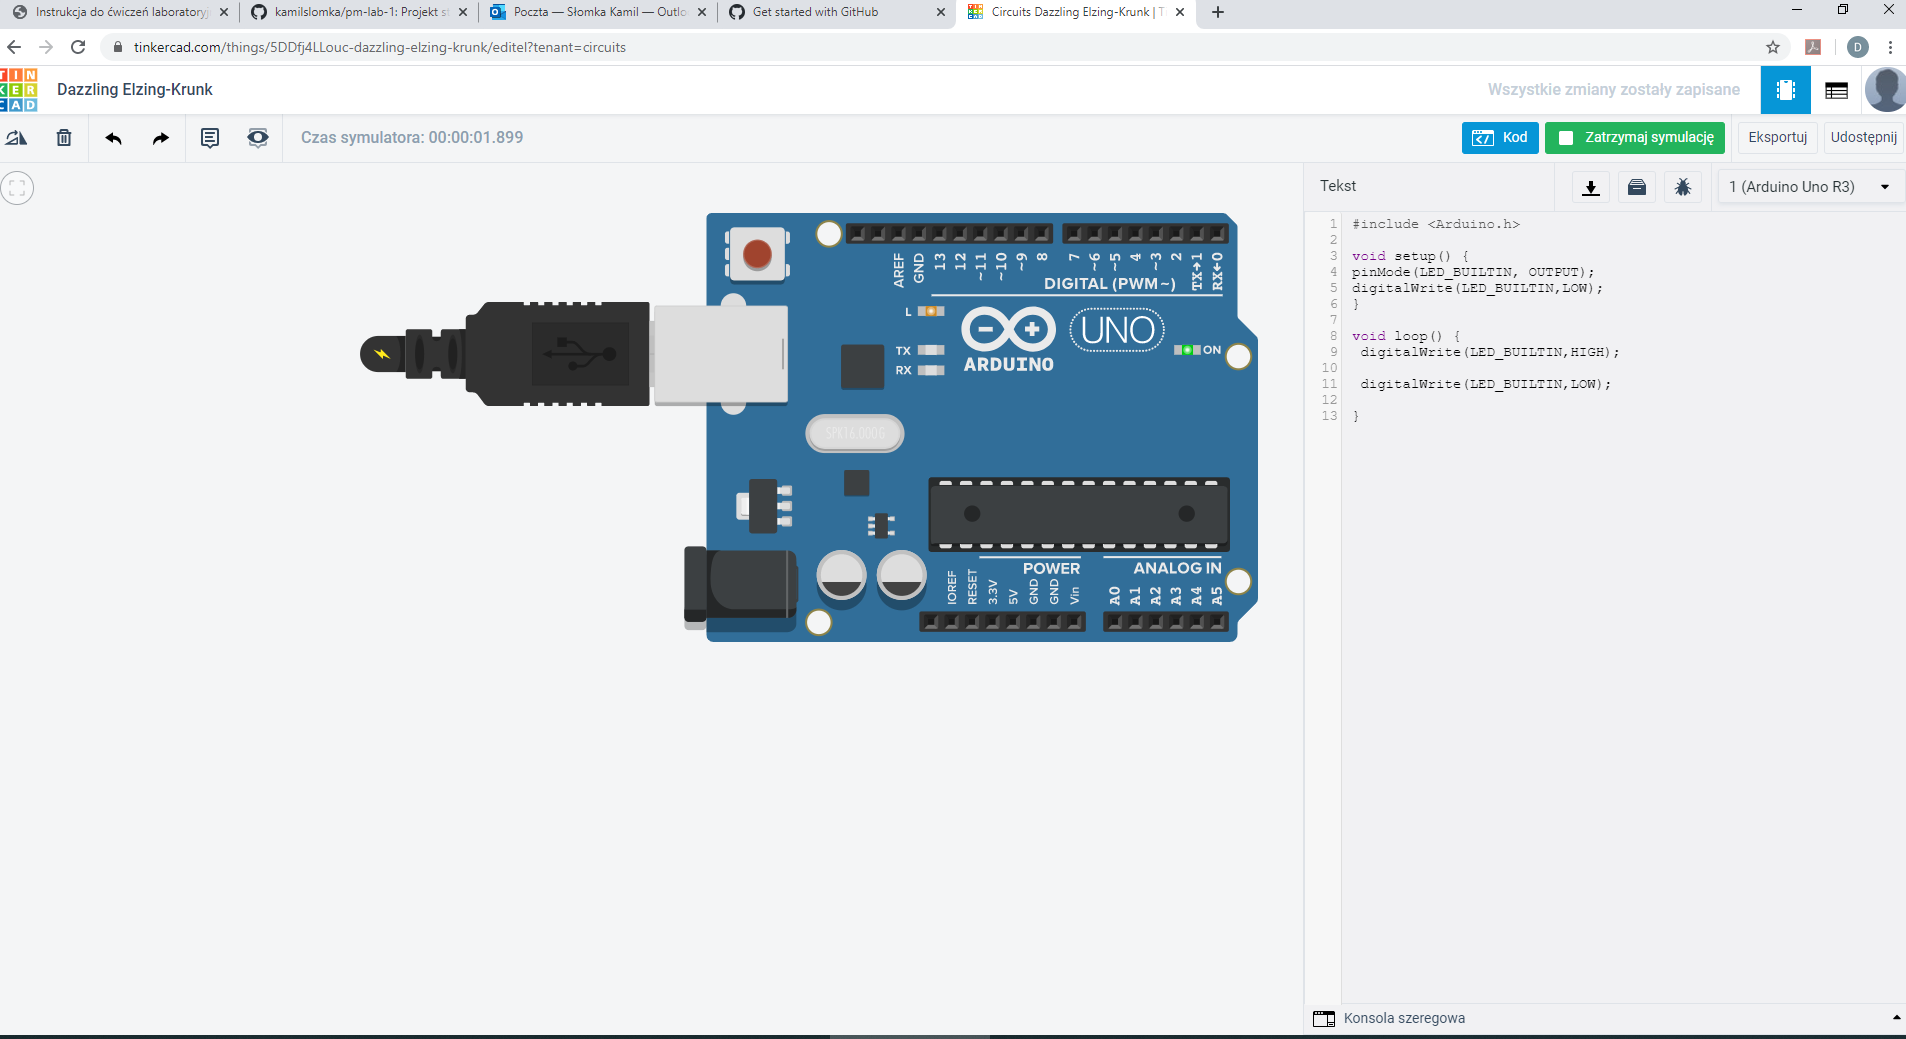 Instrukcja do ćwiczeń laboratoryj
kamilslomka/pm-lab-1: Projekt st
Poczta — Słomka Kamil — Outlo
Get started with GitHub
Circuits Dazzling Elzing-Krunk | T
tinkercad.com/things/5DDfj4LLouc-dazzling-elzing-krunk/editel?tenant=circuits
D
TIN
KER
CAD
Dazzling Elzing-Krunk
Wszystkie zmiany zostały zapisane
Czas symulatora: 00:00:01.899
Kod
Zatrzymaj symulację
Eksportuj
Udostępnij
Tekst
1 (Arduino Uno R3)
1 #include <Arduino.h>
2
3 void setup() {
4 pinMode(LED_BUILTIN, OUTPUT);
5 digitalWrite(LED_BUILTIN,LOW);
6 }
7
8 void loop() {
9 digitalWrite(LED_BUILTIN,HIGH);
10
11 digitalWrite(LED_BUILTIN,LOW);
12
13 }
AREF GND 13 12 ~11 ~10 ~9 8 7 ~6 ~5 4 ~3 2 TX→1 RX←0
DIGITAL (PWM ~)
L
TX
RX
ARDUINO
UNO
ON
SPK16.000G
POWER
ANALOG IN
IOREF RESET 3.3V 5V GND GND Vin A0 A1 A2 A3 A4 A5
Konsola szeregowa